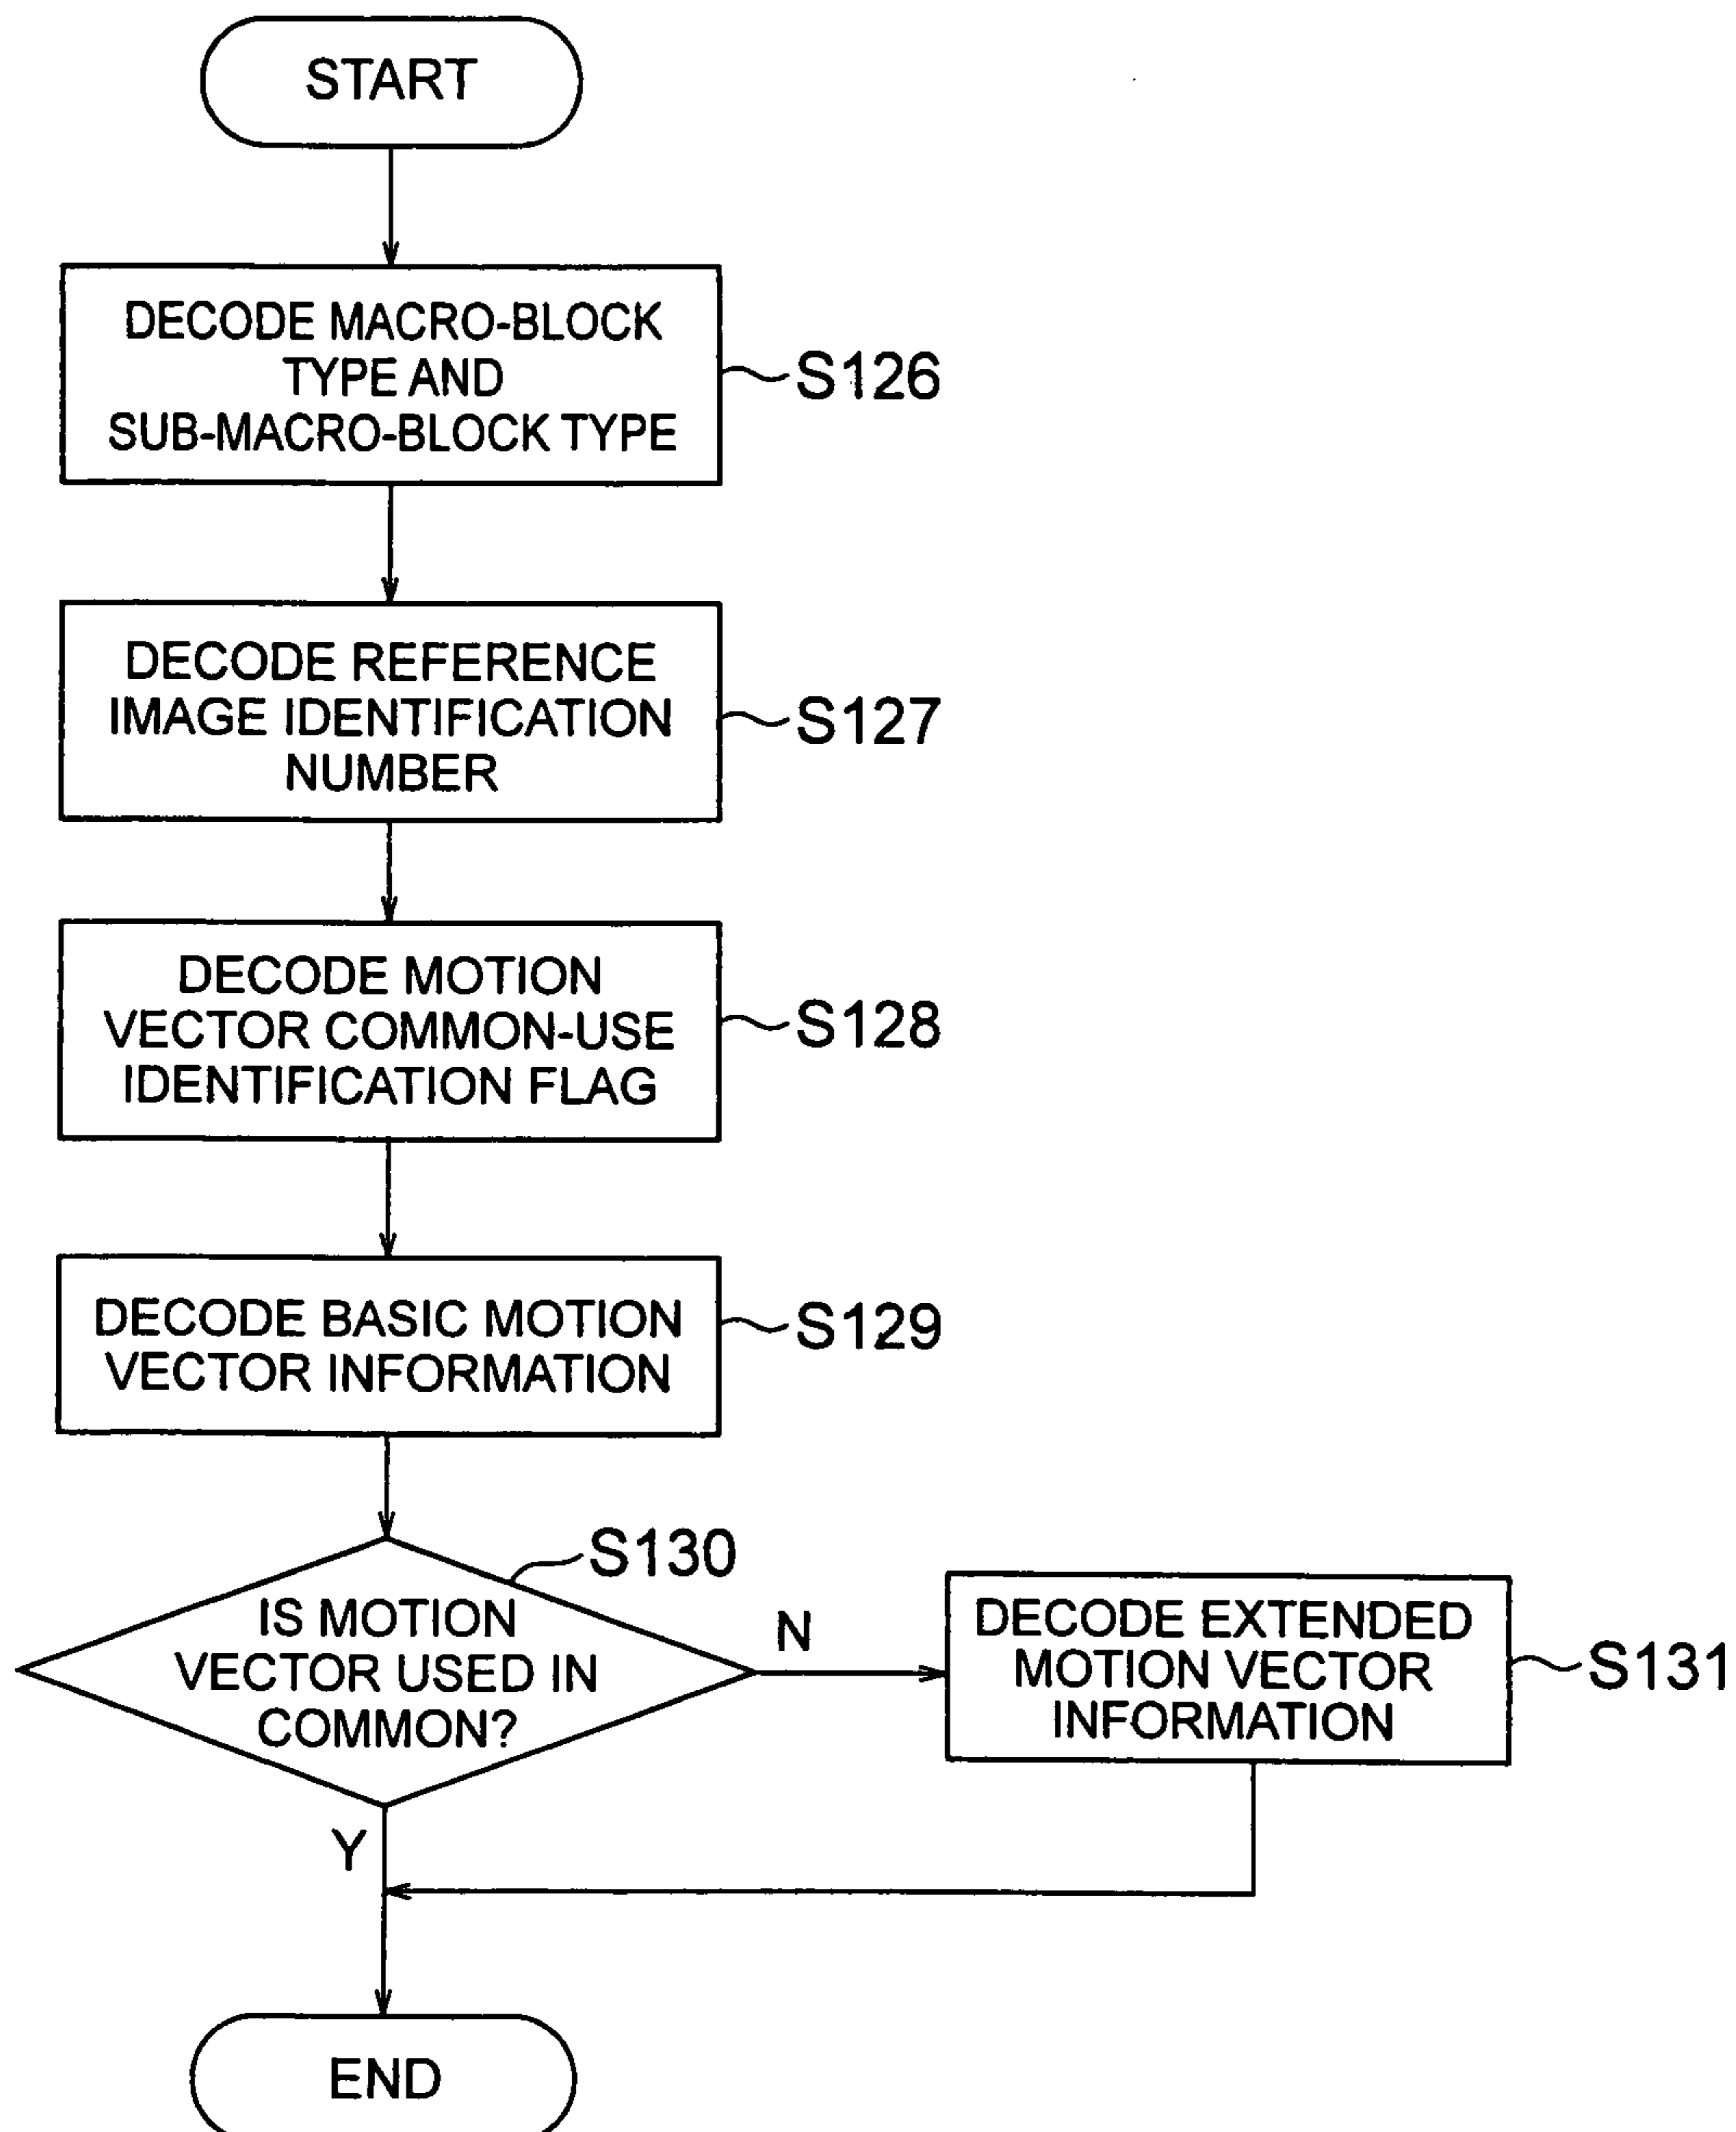 START
DECODE MACRO-BLOCK
TYPE AND
SUB-MACRO-BLOCK TYPE
S126
DECODE REFERENCE
IMAGE IDENTIFICATION
NUMBER
S127
DECODE MOTION
VECTOR COMMON-USE
IDENTIFICATION FLAG
S128
DECODE BASIC MOTION
VECTOR INFORMATION
S129
S130
IS MOTION
VECTOR USED IN
COMMON?
N
DECODE EXTENDED
MOTION VECTOR
INFORMATION
S131
Y
END